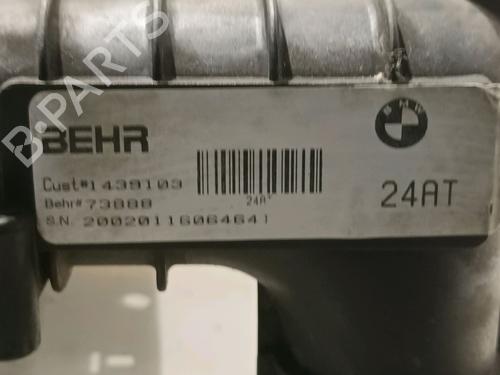 B·PARTS
BEHR
BMW
Cust#1439103
Behr#73888
S.N. 20020116064641
24AT
24AT